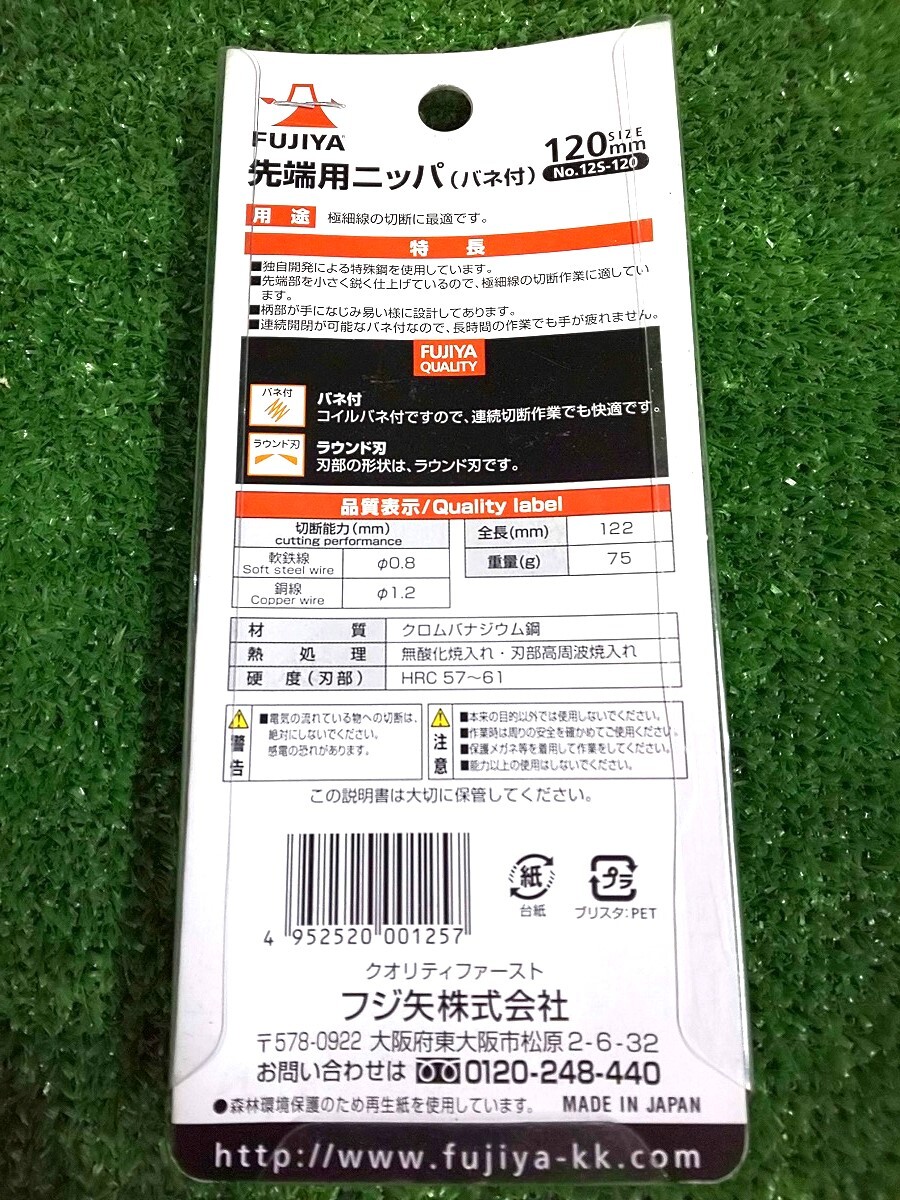 FUJIYA
120mm SIZE
No.12S-120
先端用ニッパ(バネ付)
用途 極細線の切断に最適です。
特長
■独自開発による特殊鋼を使用しています。
■先端部を小さく鋭く仕上げているので、極細線の切断作業に適してい
ます。
■柄部が手になじみ易い様に設計してあります。
■連続開閉が可能なバネ付なので、長時間の作業でも手が疲れません。
FUJIYA
QUALITY
バネ付
バネ付
コイルバネ付ですので、連続切断作業でも快適です。
ラウンド刃
ラウンド刃
刃部の形状は、ラウンド刃です。
品質表示/Quality label
切断能力(mm)
cutting performance
軟鉄線
Soft steel wire
φ0.8
銅線
Copper wire
φ1.2
全長(mm) 122
重量(g) 75
材質 クロムバナジウム鋼
熱処理 無酸化焼入れ・刃部高周波焼入れ
硬度(刃部) HRC 57~61
警告
■電気の流れている物への切断は、
絶対にしないでください。
感電の恐れがあります。
注意
■本来の目的以外では使用しないでください。
■作業時は周りの安全を確かめてご使用ください。
■保護メガネ等を着用して作業をしてください。
■能力以上の使用はしないでください。
この説明書は大切に保管してください。
4 952520 001257
紙
台紙
プラ
ブリスタ:PET
クオリティファースト
フジ矢株式会社
〒578-0922 大阪府東大阪市松原2-6-32
お問い合わせは 0120-248-440
●森林環境保護のため再生紙を使用しています。 MADE IN JAPAN
http://www.fujiya-kk.com